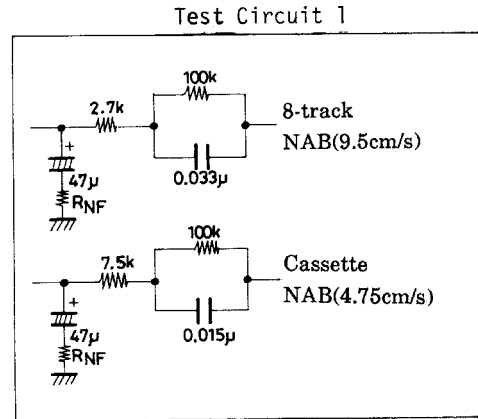 Test Circuit 1
100k
2.7k
8-track
NAB(9.5cm/s)
+
47μ
0.033μ
RNF
100k
7.5k
Cassette
NAB(4.75cm/s)
+
47μ
0.015μ
RNF